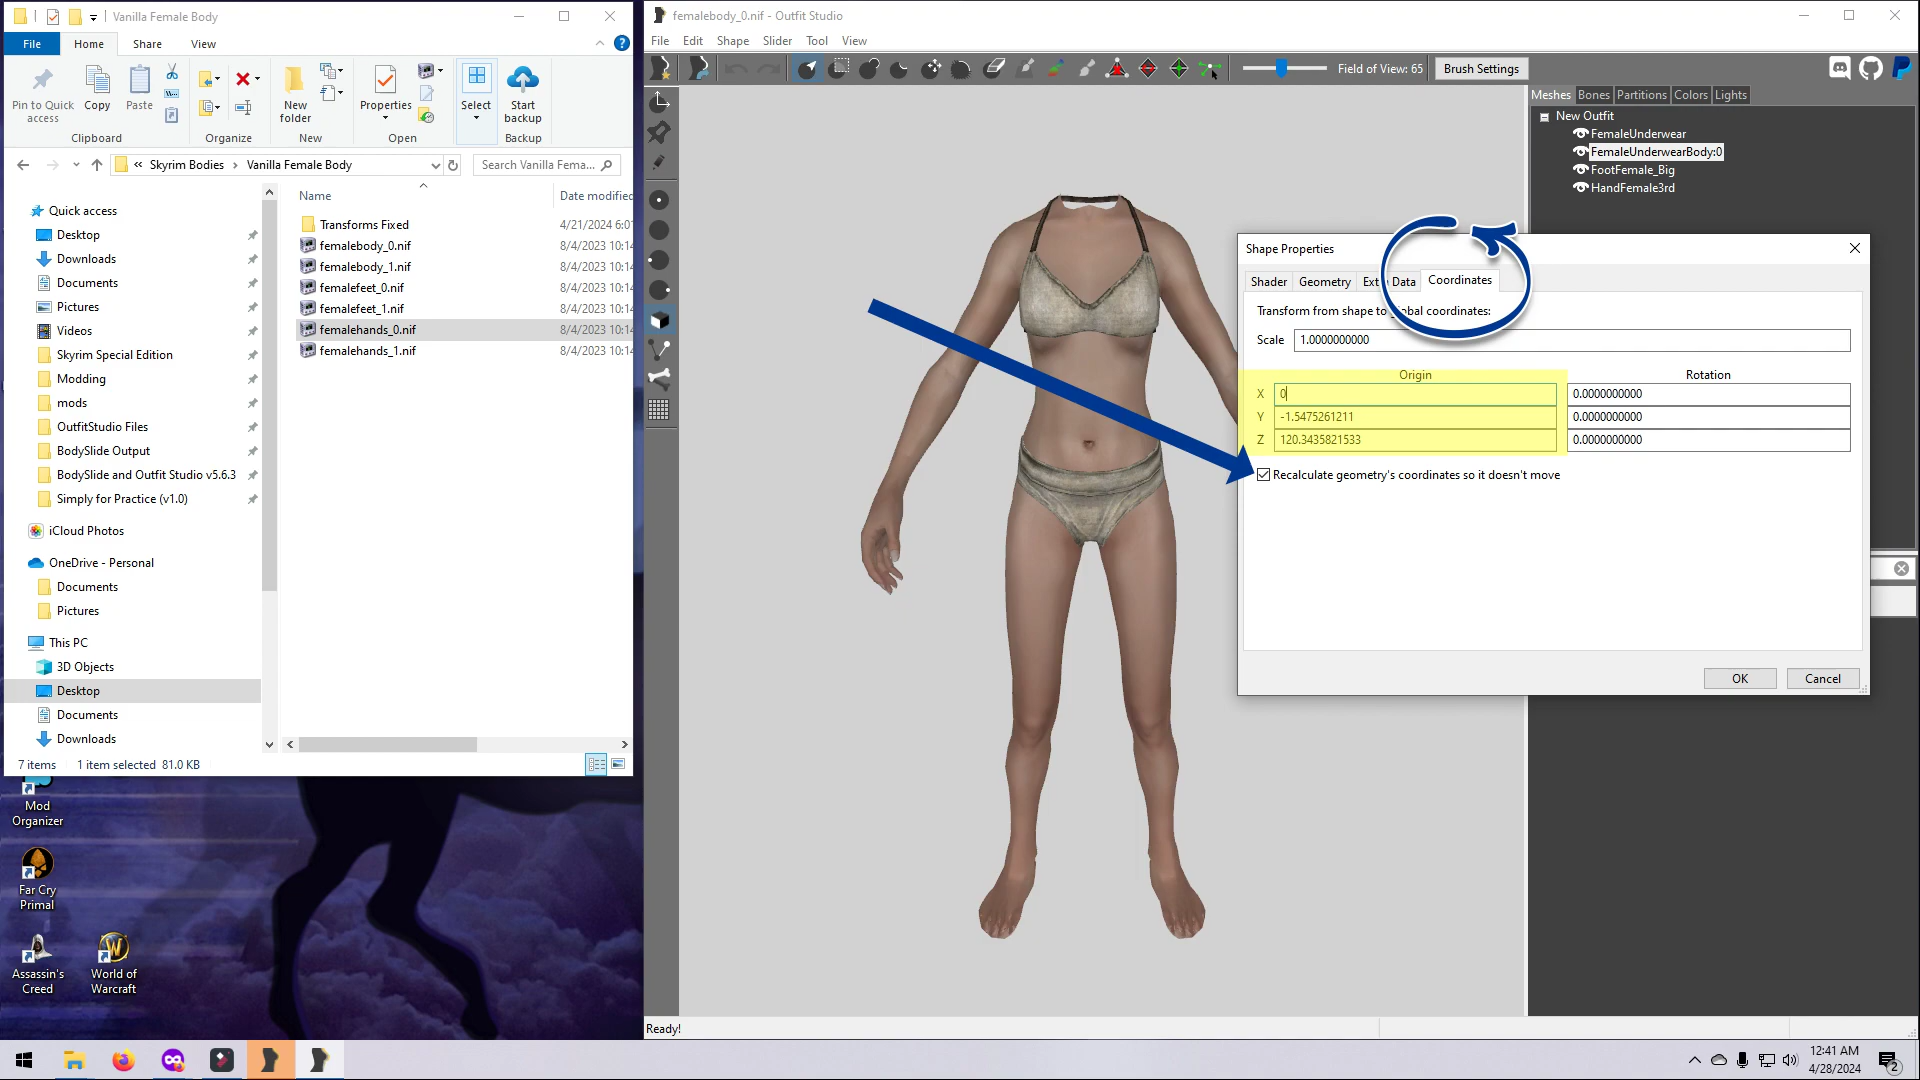 Vanilla Female Body
File
Home
Share
View
Pin to Quick access
Copy
Paste
New folder
Properties
Select
Start backup
Clipboard
Organize
New
Open
Backup
« Skyrim Bodies › Vanilla Female Body
Search Vanilla Fema...
Quick access
Desktop
Downloads
Documents
Pictures
Videos
Skyrim Special Edition
Modding
mods
OutfitStudio Files
BodySlide Output
BodySlide and Outfit Studio v5.6.3
Simply for Practice (v1.0)
iCloud Photos
OneDrive - Personal
Documents
Pictures
This PC
3D Objects
Desktop
Documents
Downloads
Name
Date modified
Transforms Fixed
4/21/2024 6:0
femalebody_0.nif
8/4/2023 10:14
femalebody_1.nif
8/4/2023 10:14
femalefeet_0.nif
8/4/2023 10:14
femalefeet_1.nif
8/4/2023 10:14
femalehands_0.nif
8/4/2023 10:14
femalehands_1.nif
8/4/2023 10:14
7 items
1 item selected 81.0 KB
Mod Organizer
Far Cry Primal
Assassin's Creed
World of Warcraft
femalebody_0.nif - Outfit Studio
File
Edit
Shape
Slider
Tool
View
Field of View: 65
Brush Settings
Meshes
Bones
Partitions
Colors
Lights
New Outfit
FemaleUnderwear
FemaleUnderwearBody:0
FootFemale_Big
HandFemale3rd
Shape Properties
Shader
Geometry
Data
Coordinates
Transform from shape to global coordinates:
Scale
1.0000000000
Origin
Rotation
X
0
0.0000000000
Y
-1.5475261211
0.0000000000
Z
120.3435821533
0.0000000000
Recalculate geometry's coordinates so it doesn't move
OK
Cancel
Ready!
12:41 AM
4/28/2024
2